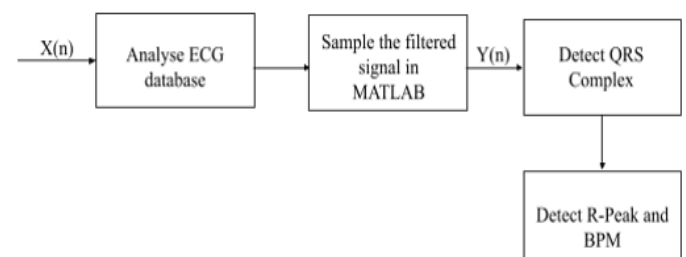 X(n)
Analyse ECG
database
Sample the filtered
signal in
MATLAB
Y(n)
Detect QRS
Complex
Detect R-Peak and
BPM